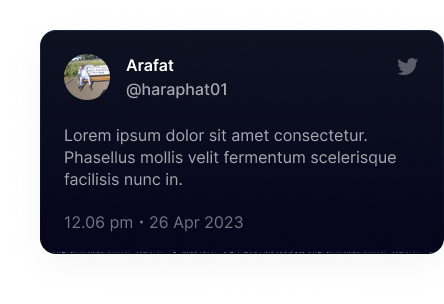 Arafat
@haraphat01
Lorem ipsum dolor sit amet consectetur.
Phasellus mollis velit fermentum scelerisque
facilisis nunc in.
12.06 pm • 26 Apr 2023